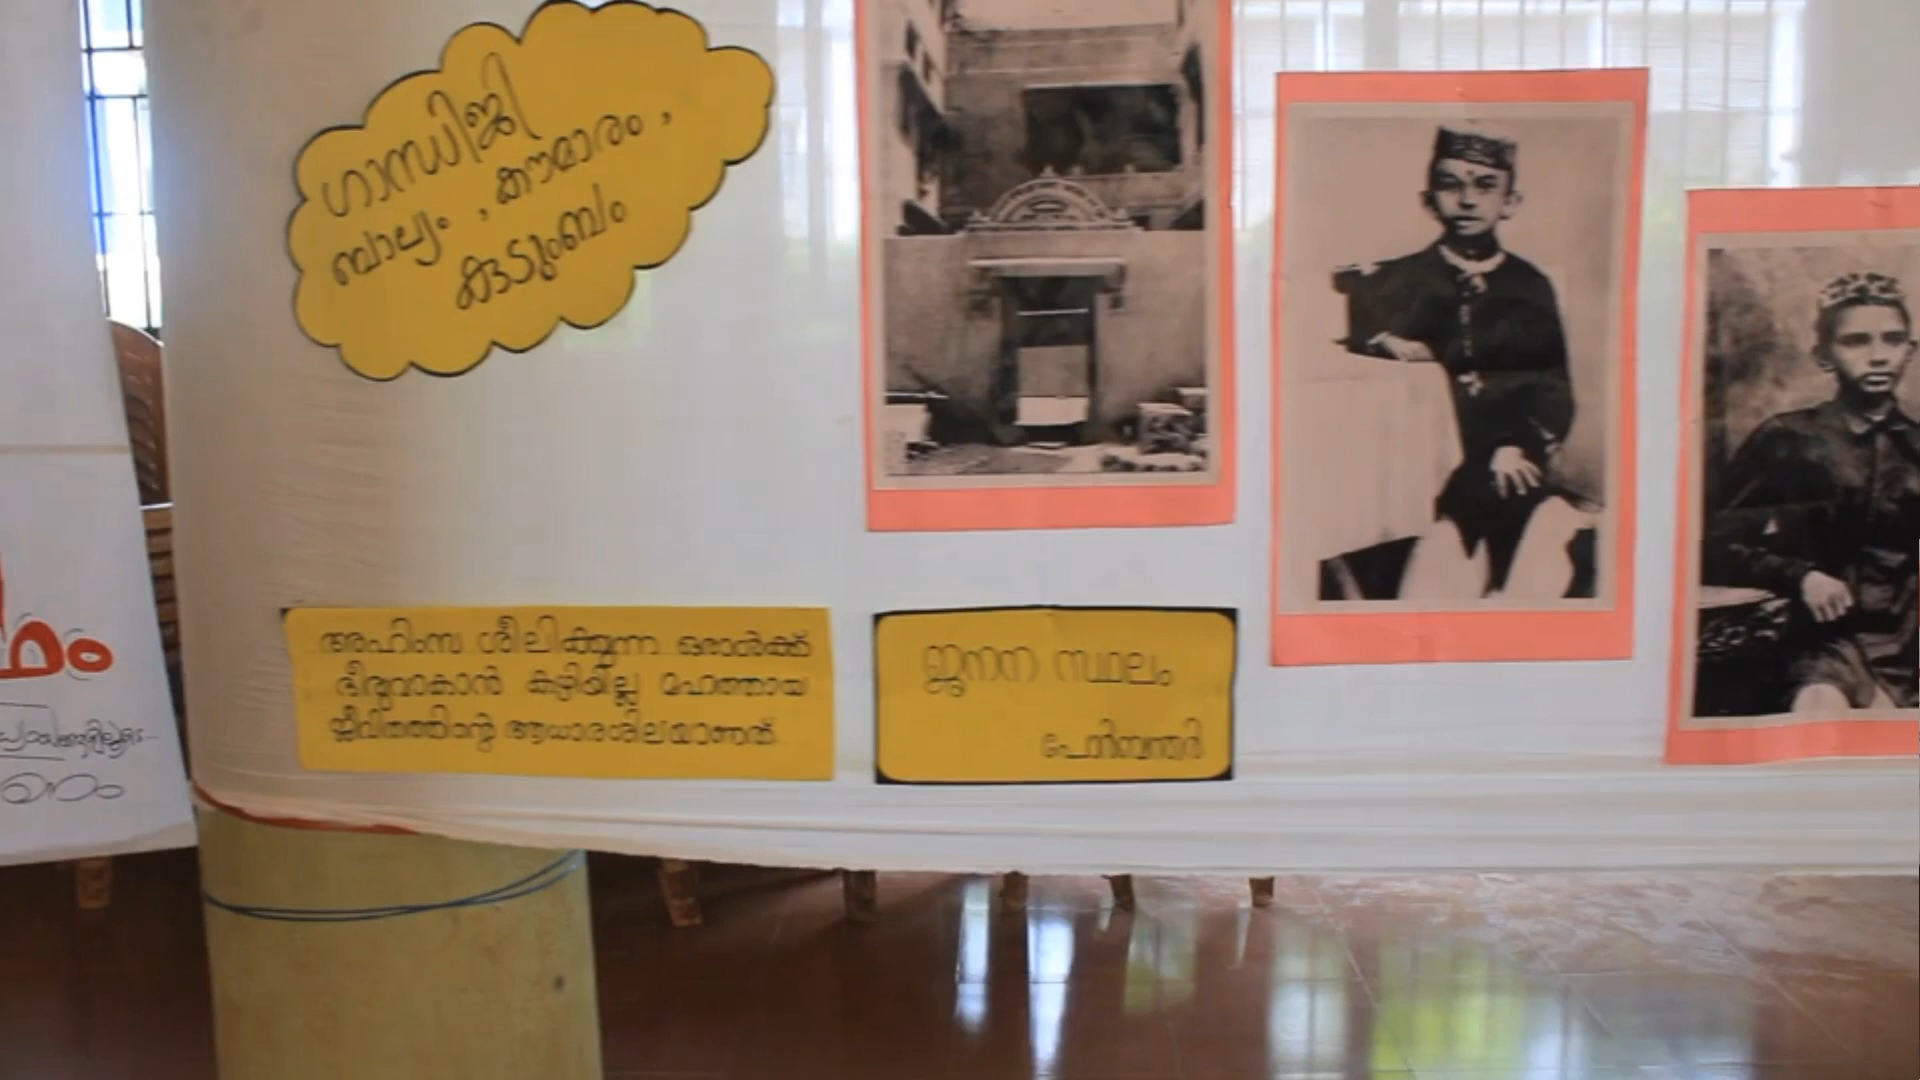 ഗാന്ധിജി
ബാല്യം , കൗമാരം ,
കുടുംബം
അഹിംസ ശീലിക്കുന്ന ഒരാൾക്ക്
ഭീരുവാകാൻ കഴിയില്ല മഹത്തായ
ജീവിതത്തിന്റെ ആധാരശിലയാണത്.
ജനന സ്ഥലം
പോർബന്തർ